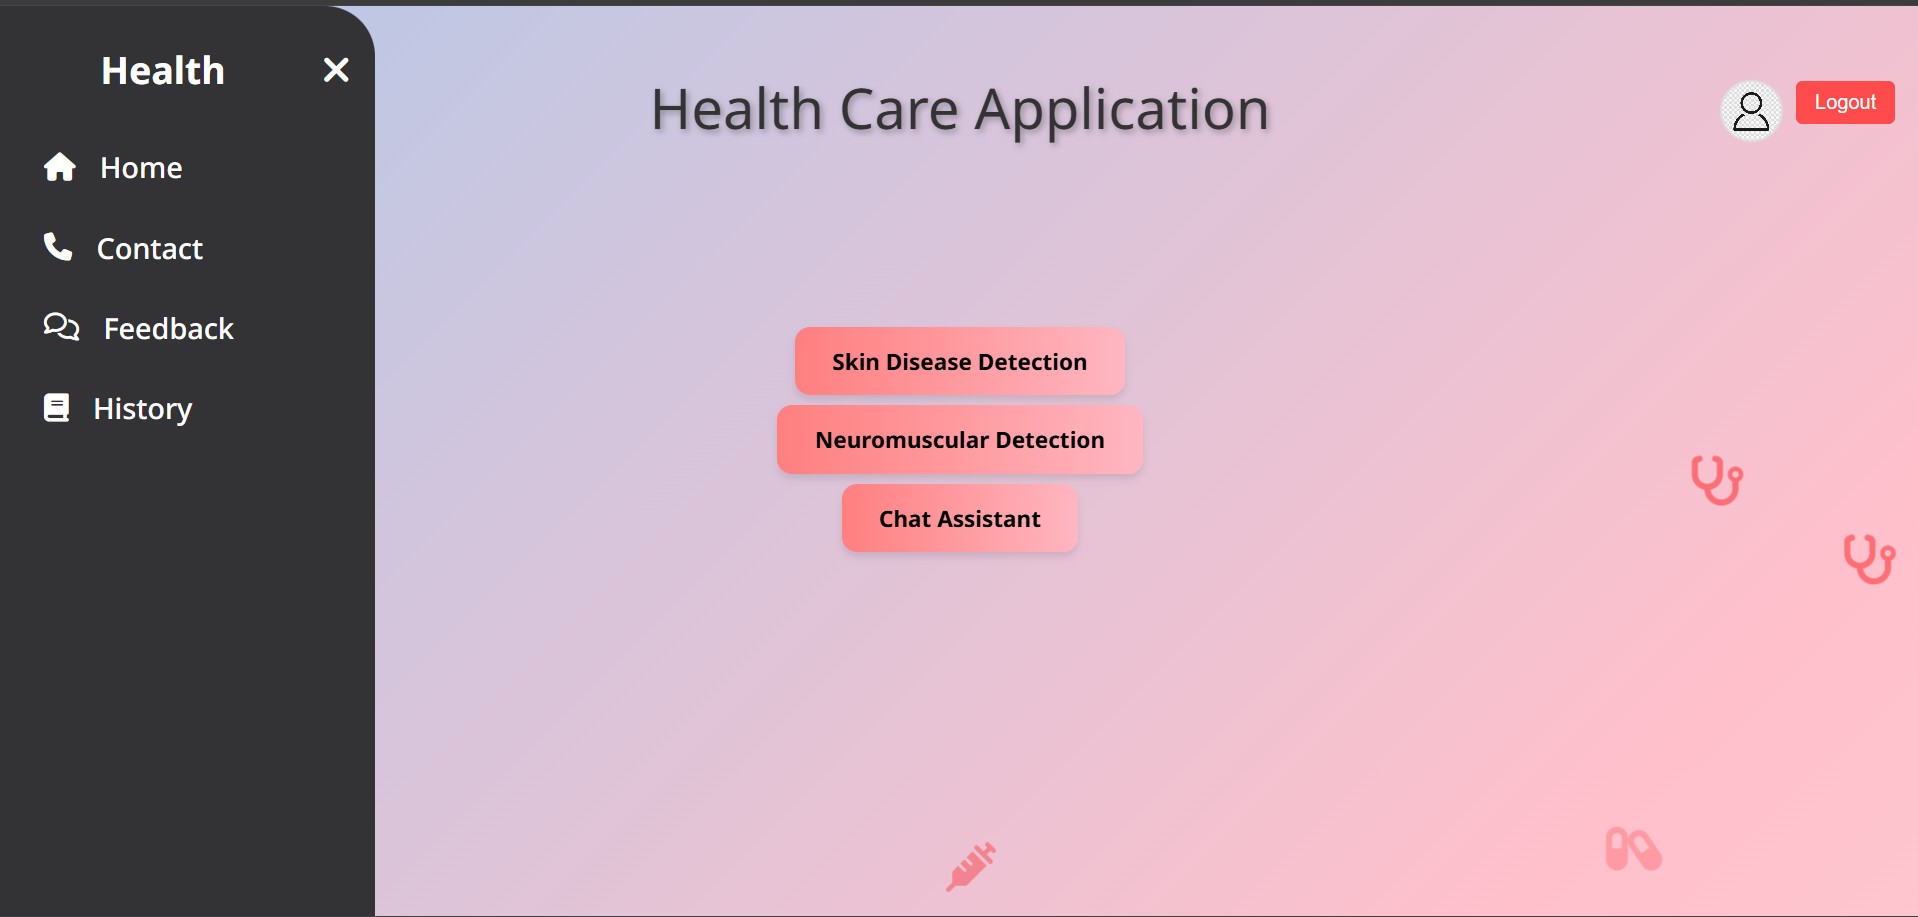 Health
Home
Contact
Feedback
History
Health Care Application
Logout
Skin Disease Detection
Neuromuscular Detection
Chat Assistant